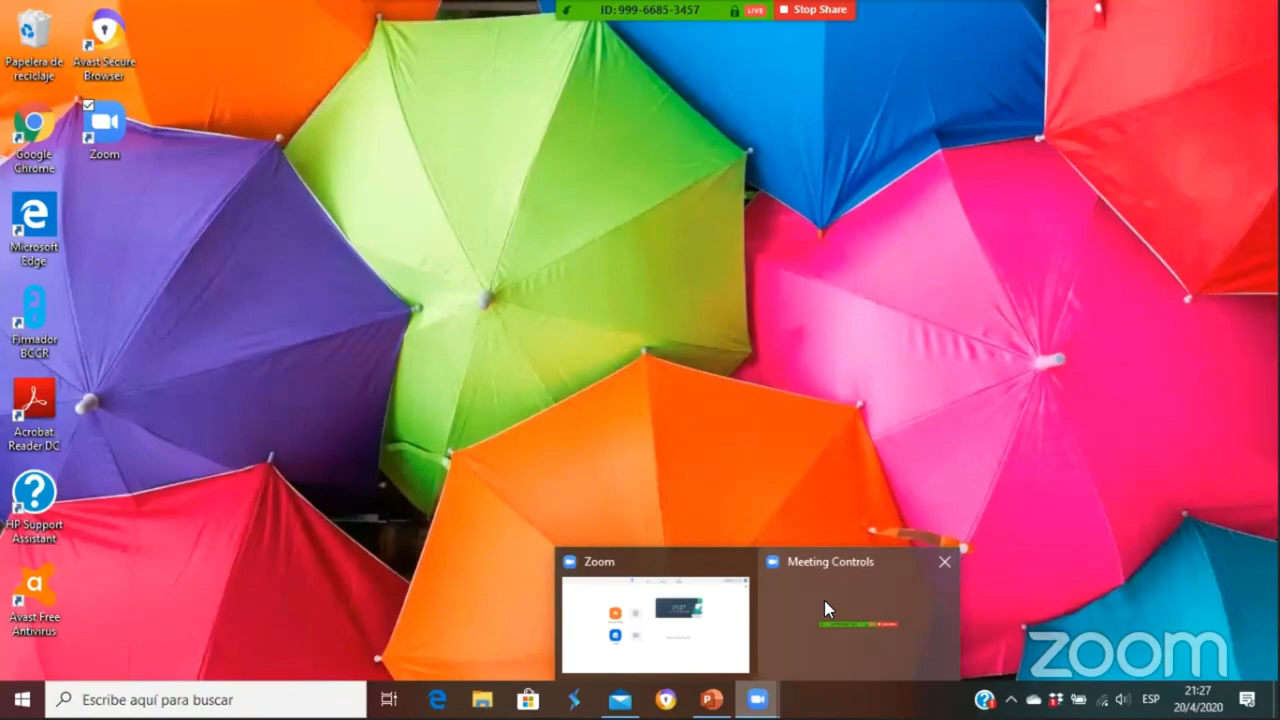 ID: 999-6685-3457
LIVE
Stop Share
Papelera de
reciclaje
Avast Secure
Browser
Google
Chrome
Zoom
Microsoft
Edge
Firmador
BCCR
Acrobat
Reader DC
HP Support
Assistant
Avast Free
Antivirus
Zoom
Meeting Controls
21:27
zoom
Escribe aquí para buscar
ESP
21:27
20/4/2020